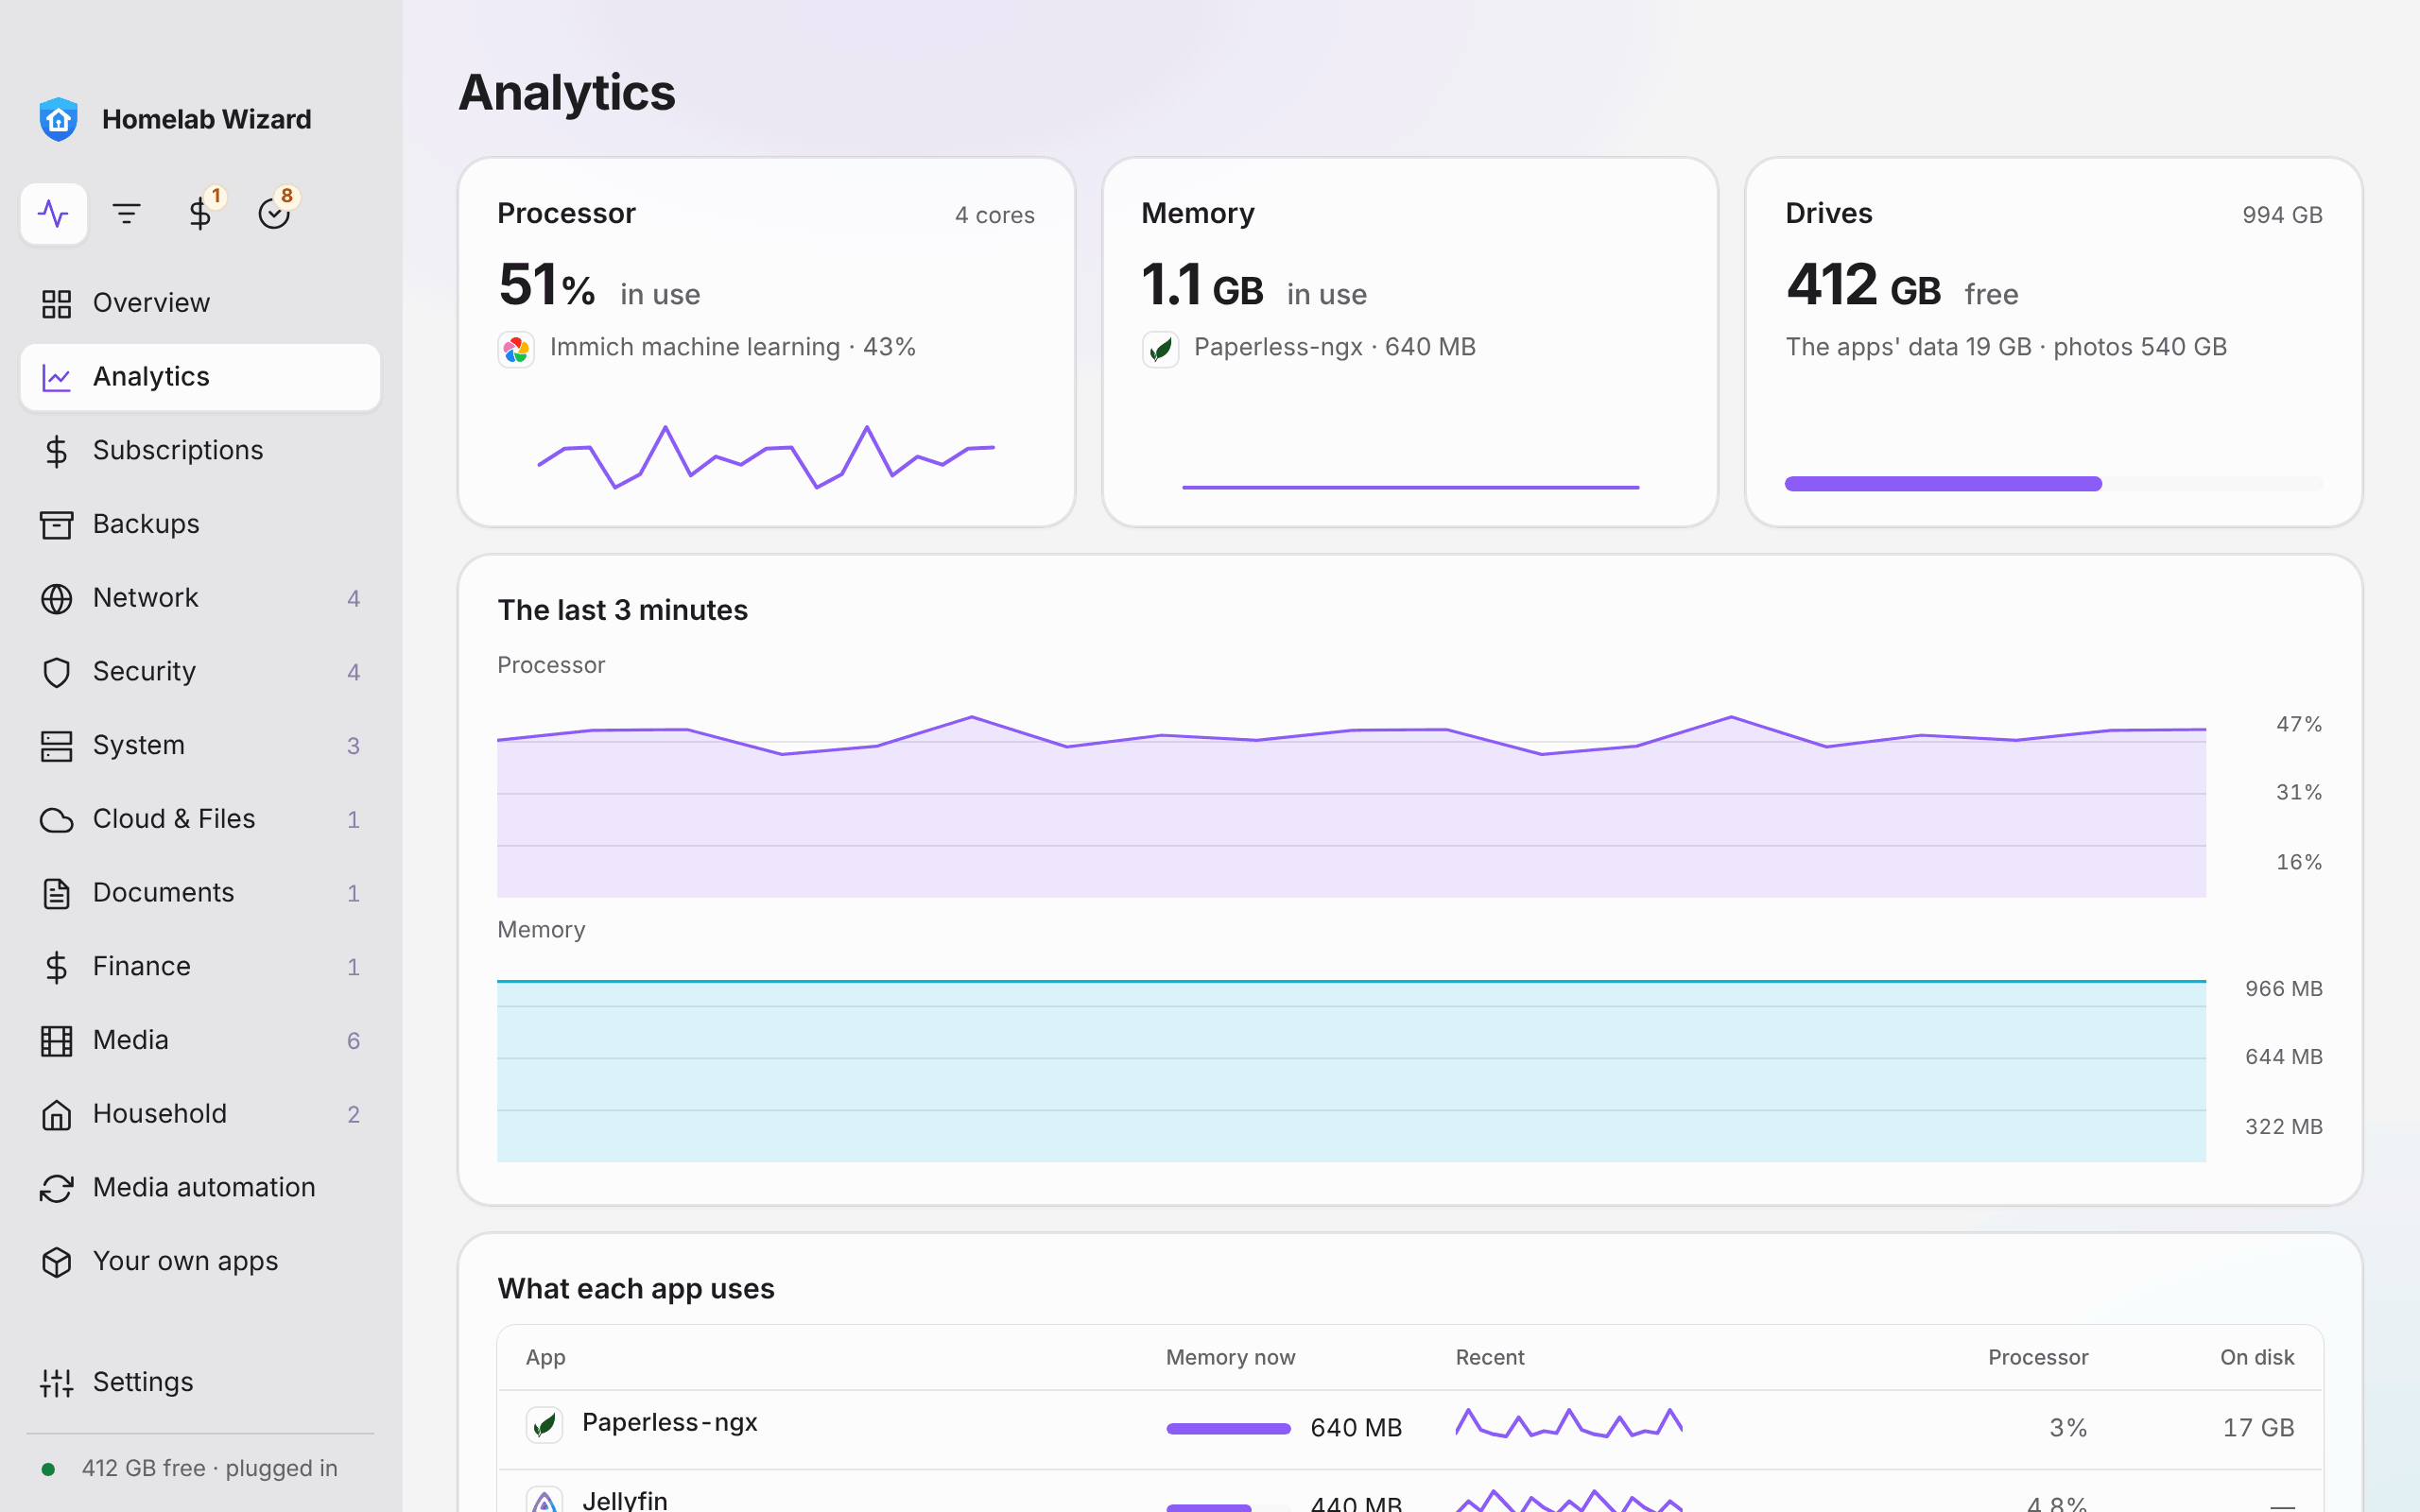 Homelab Wizard
1
8
Overview
Analytics
Subscriptions
Backups
Network 4
Security 4
System 3
Cloud & Files 1
Documents 1
Finance 1
Media 6
Household 2
Media automation
Your own apps
Settings
412 GB free · plugged in
Analytics
Processor 4 cores
51% in use
Immich machine learning · 43%
Memory
1.1 GB in use
Paperless-ngx · 640 MB
Drives 994 GB
412 GB free
The apps' data 19 GB · photos 540 GB
The last 3 minutes
Processor
47%
31%
16%
Memory
966 MB
644 MB
322 MB
What each app uses
App Memory now Recent Processor On disk
Paperless-ngx 640 MB 3% 17 GB
Jellyfin 440 MB 4.8% —